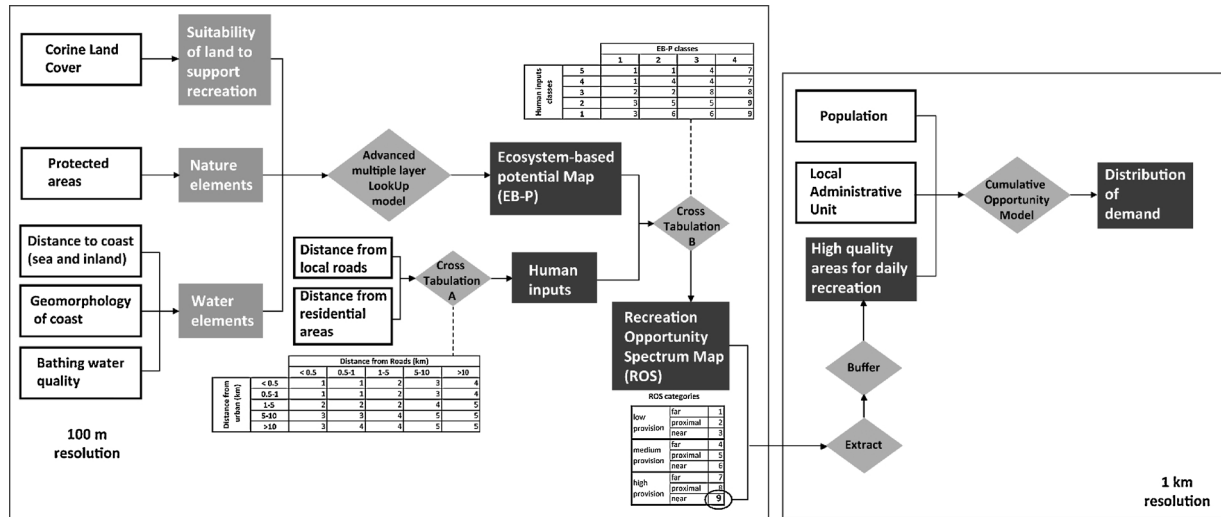 Corine Land
Cover
Suitability
of land to
support
recreation
Protected
areas
Nature
elements
Distance to coast
(sea and inland)
Geomorphology
of coast
Bathing water
quality
Water
elements
100 m
resolution
Advanced
multiple layer
LookUp
model
Ecosystem-based
potential Map
(EB-P)
Distance from
local roads
Distance from
residential
areas
Cross
Tabulation
A
Human
inputs
Distance from Roads (km)
< 0.5 0.5-1 1-5 5-10 >10
Distance from
urban (km)
< 0.5 1 1 2 3 4
0.5-1 1 1 2 3 4
1-5 2 2 2 4 5
5-10 3 3 4 5 5
>10 3 4 4 5 5
EB-P classes
1 2 3 4
Human inputs
classes
5 1 1 4 7
4 1 4 4 7
3 2 2 8 8
2 3 5 5 9
1 3 6 6 9
Cross
Tabulation
B
Recreation
Opportunity
Spectrum Map
(ROS)
ROS categories
low
provision
far 1
proximal 2
near 3
medium
provision
far 4
proximal 5
near 6
high
provision
far 7
proximal 8
near 9
Population
Local
Administrative
Unit
High quality
areas for daily
recreation
Buffer
Extract
Cumulative
Opportunity
Model
Distribution
of
demand
1 km
resolution